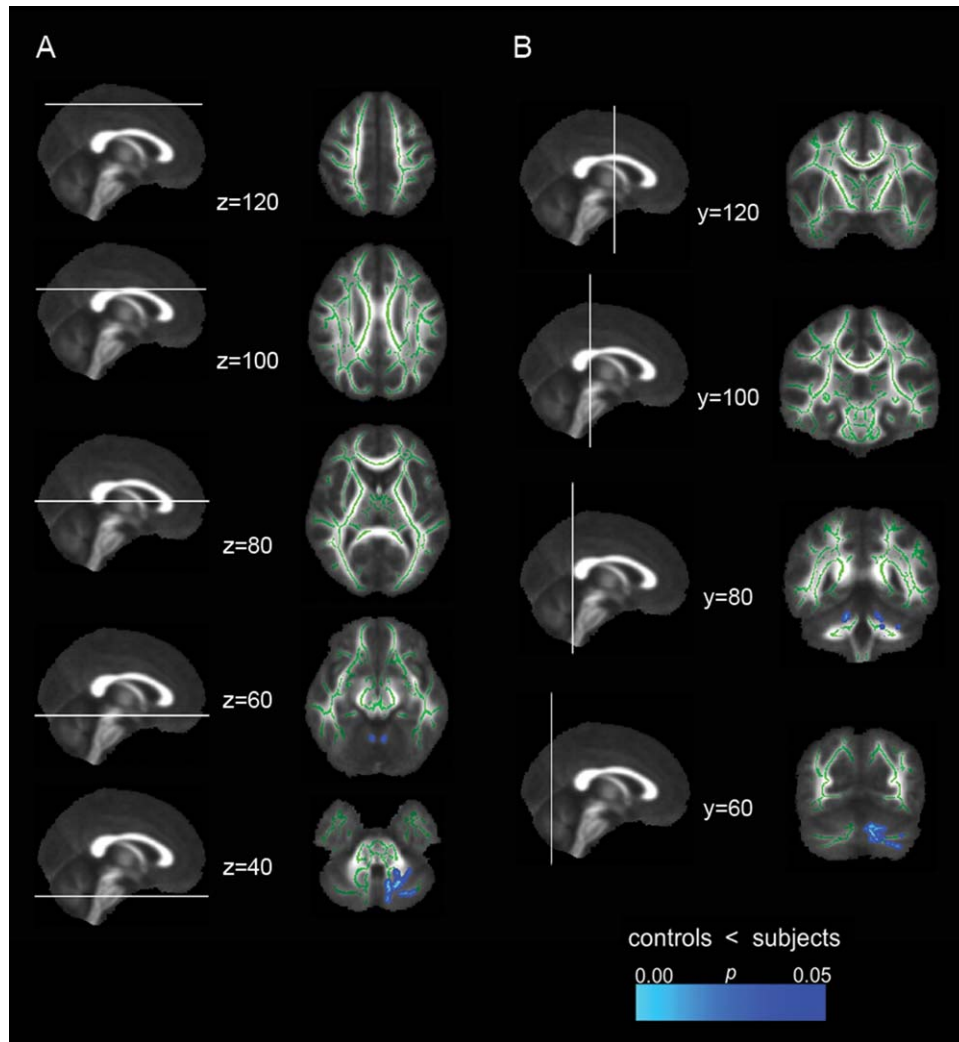 A
z=120
z=100
z=80
z=60
z=40
B
y=120
y=100
y=80
y=60
controls < subjects
0.00 p 0.05